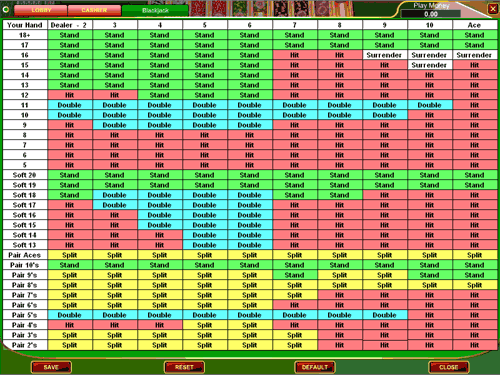 LOBBY CASHIER Blackjack Play Money
0.00
Your Hand Dealer - 2 3 4 5 6 7 8 9 10 Ace
18+ Stand Stand Stand Stand Stand Stand Stand Stand Stand Stand
17 Stand Stand Stand Stand Stand Stand Stand Stand Stand Stand
16 Stand Stand Stand Stand Stand Hit Hit Surrender Surrender Surrender
15 Stand Stand Stand Stand Stand Hit Hit Hit Surrender Hit
14 Stand Stand Stand Stand Stand Hit Hit Hit Hit Hit
13 Stand Stand Stand Stand Stand Hit Hit Hit Hit Hit
12 Hit Hit Stand Stand Stand Hit Hit Hit Hit Hit
11 Double Double Double Double Double Double Double Double Double Hit
10 Double Double Double Double Double Double Double Double Hit Hit
9 Hit Double Double Double Double Hit Hit Hit Hit Hit
8 Hit Hit Hit Hit Hit Hit Hit Hit Hit Hit
7 Hit Hit Hit Hit Hit Hit Hit Hit Hit Hit
6 Hit Hit Hit Hit Hit Hit Hit Hit Hit Hit
5 Hit Hit Hit Hit Hit Hit Hit Hit Hit Hit
Soft 20 Stand Stand Stand Stand Stand Stand Stand Stand Stand Stand
Soft 19 Stand Stand Stand Stand Stand Stand Stand Stand Stand Stand
Soft 18 Stand Double Double Double Double Stand Stand Hit Hit Hit
Soft 17 Hit Double Double Double Double Hit Hit Hit Hit Hit
Soft 16 Hit Hit Double Double Double Hit Hit Hit Hit Hit
Soft 15 Hit Hit Double Double Double Hit Hit Hit Hit Hit
Soft 14 Hit Hit Hit Double Double Hit Hit Hit Hit Hit
Soft 13 Hit Hit Hit Double Double Hit Hit Hit Hit Hit
Pair Aces Split Split Split Split Split Split Split Split Split Split
Pair 10's Stand Stand Stand Stand Stand Stand Stand Stand Stand Stand
Pair 9's Split Split Split Split Split Stand Split Split Stand Stand
Pair 8's Split Split Split Split Split Split Split Split Split Split
Pair 7's Split Split Split Split Split Split Hit Hit Hit Hit
Pair 6's Split Split Split Split Split Hit Hit Hit Hit Hit
Pair 5's Double Double Double Double Double Double Double Double Hit Hit
Pair 4's Hit Hit Hit Split Split Hit Hit Hit Hit Hit
Pair 3's Split Split Split Split Split Split Hit Hit Hit Hit
Pair 2's Split Split Split Split Split Split Hit Hit Hit Hit
SAVE RESET DEFAULT CLOSE